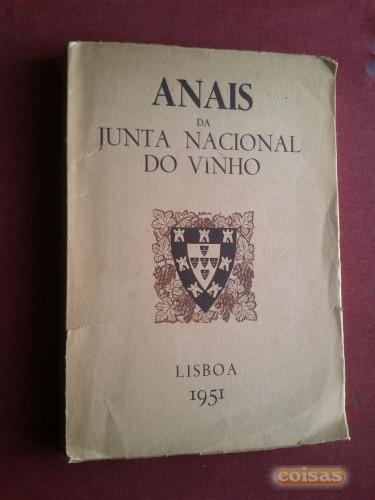 ANAIS
DA
JUNTA NACIONAL
DO VINHO
LISBOA
1951
coisas